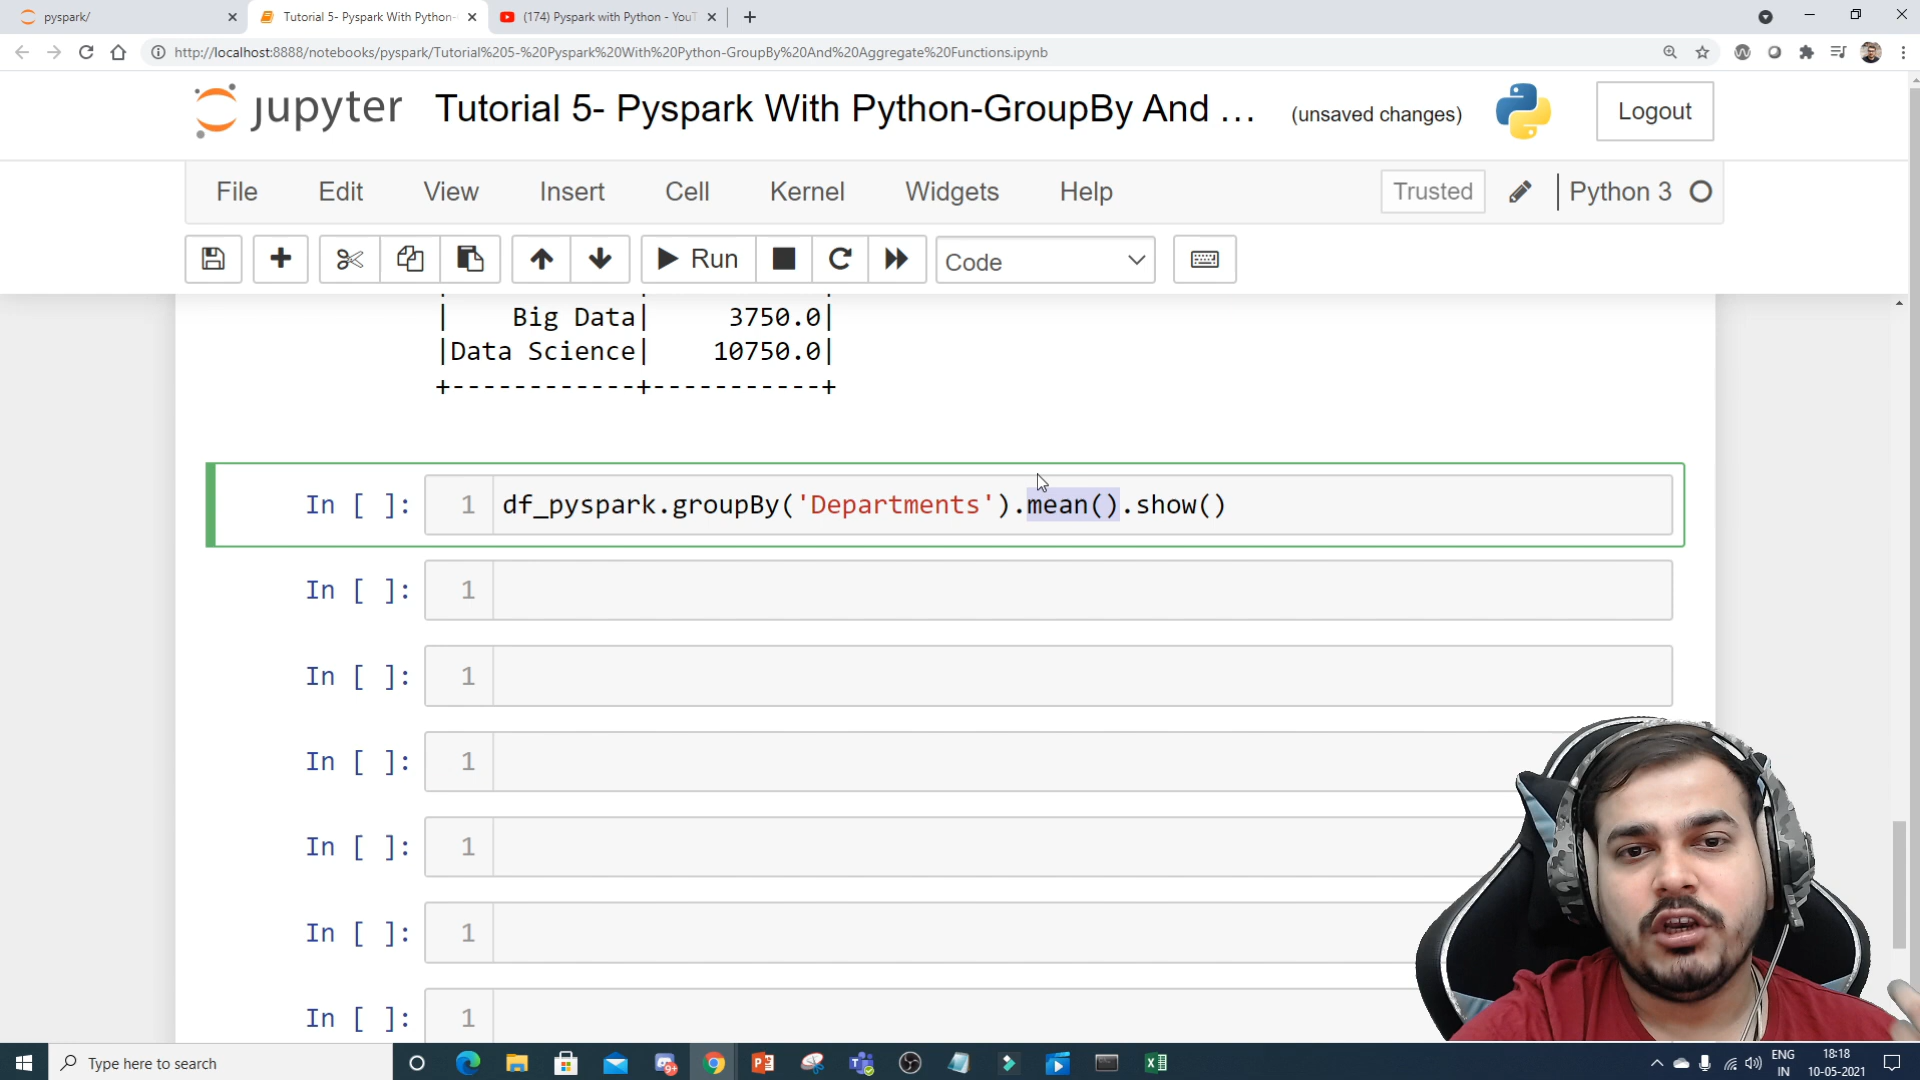 pyspark/
Tutorial 5- Pyspark With Python-
(174) Pyspark with Python - YouT
http://localhost:8888/notebooks/pyspark/Tutorial%205-%20Pyspark%20With%20Python-GroupBy%20And%20Aggregate%20Functions.ipynb
jupyter Tutorial 5- Pyspark With Python-GroupBy And ... (unsaved changes) Logout
File Edit View Insert Cell Kernel Widgets Help Trusted Python 3
Run Code
| Big Data| 3750.0|
|Data Science| 10750.0|
+------------+-----------+
In [ ]: 1 df_pyspark.groupBy('Departments').mean().show()
In [ ]: 1
In [ ]: 1
In [ ]: 1
In [ ]: 1
In [ ]: 1
In [ ]: 1
Type here to search
9+
ENG
IN
18:18
10-05-2021